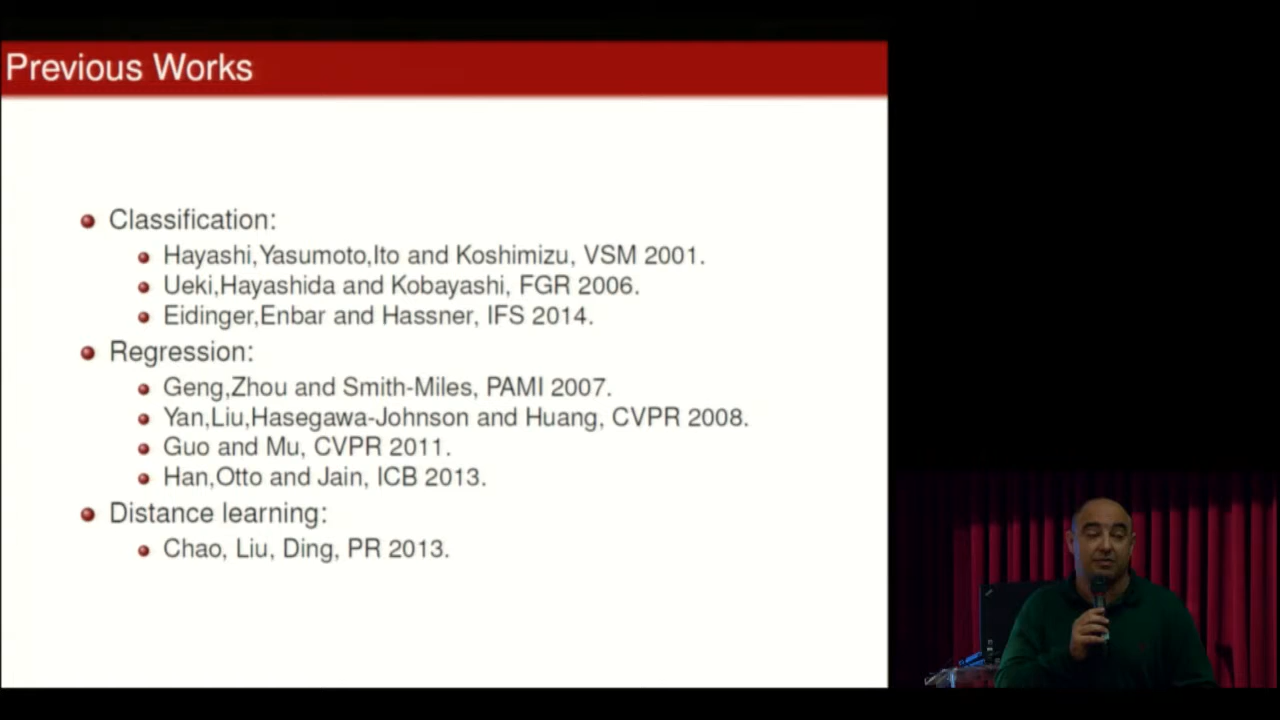 Previous Works
Classification:
Hayashi,Yasumoto,Ito and Koshimizu, VSM 2001.
Ueki,Hayashida and Kobayashi, FGR 2006.
Eidinger,Enbar and Hassner, IFS 2014.
Regression:
Geng,Zhou and Smith-Miles, PAMI 2007.
Yan,Liu,Hasegawa-Johnson and Huang, CVPR 2008.
Guo and Mu, CVPR 2011.
Han,Otto and Jain, ICB 2013.
Distance learning:
Chao, Liu, Ding, PR 2013.